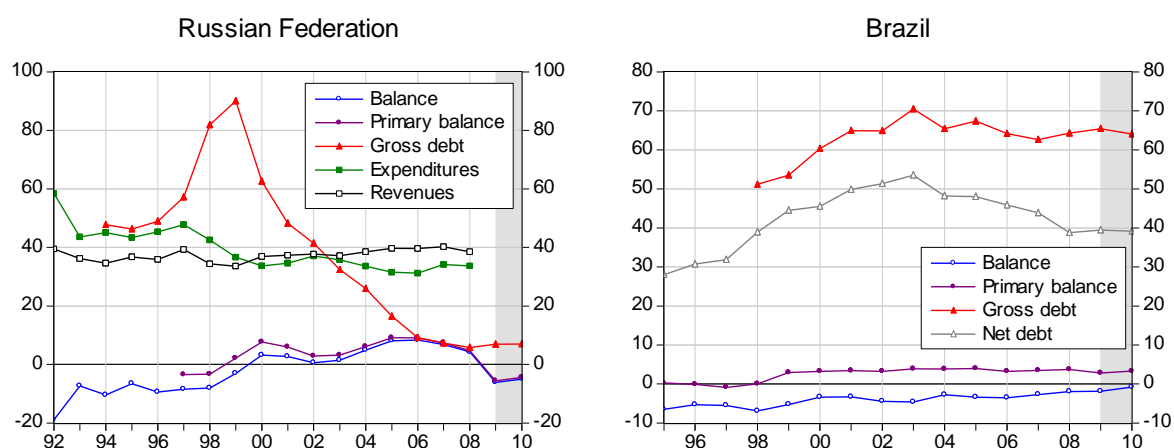 Russian Federation
100
80
60
40
20
0
-20
100
80
60
40
20
0
-20
Balance
Primary balance
Gross debt
Expenditures
Revenues
92 94 96 98 00 02 04 06 08 10
Brazil
80
70
60
50
40
30
20
10
0
-10
80
70
60
50
40
30
20
10
0
-10
Balance
Primary balance
Gross debt
Net debt
96 98 00 02 04 06 08 10